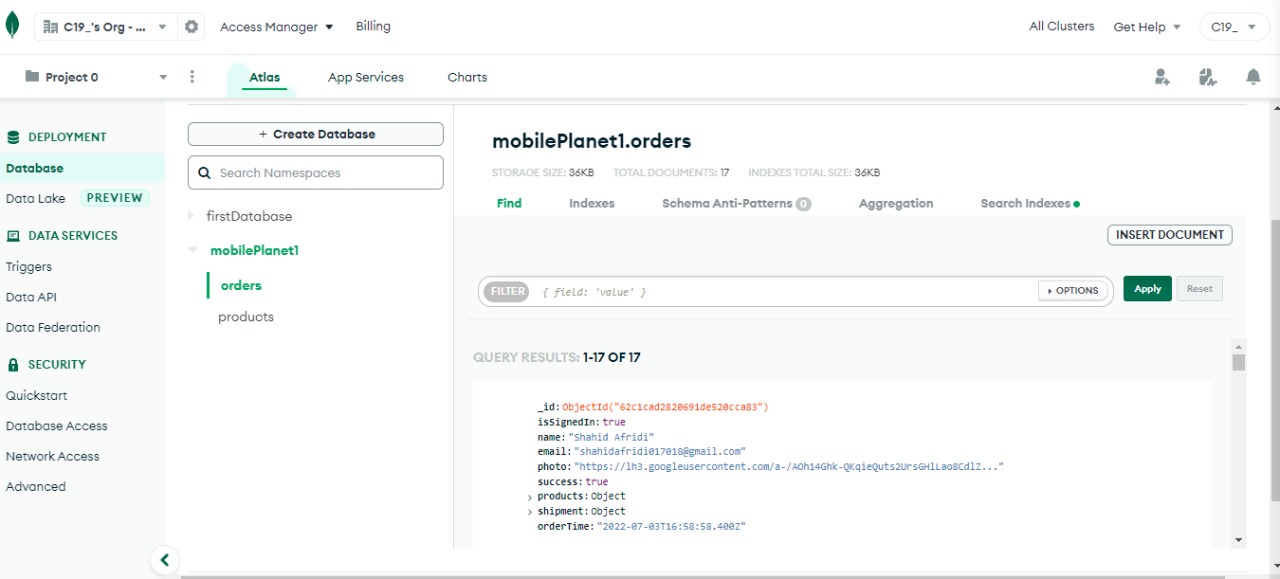 C19_'s Org - ... Access Manager Billing All Clusters Get Help C19_
Project 0 Atlas App Services Charts
DEPLOYMENT
Database
Data Lake PREVIEW
DATA SERVICES
Triggers
Data API
Data Federation
SECURITY
Quickstart
Database Access
Network Access
Advanced
+ Create Database
Search Namespaces
firstDatabase
mobilePlanet1
orders
products
mobilePlanet1.orders
STORAGE SIZE: 36KB TOTAL DOCUMENTS: 17 INDEXES TOTAL SIZE: 36KB
Find Indexes Schema Anti-Patterns 0 Aggregation Search Indexes
INSERT DOCUMENT
FILTER { field: 'value' } OPTIONS Apply Reset
QUERY RESULTS: 1-17 OF 17
_id: ObjectId("62c1cad2820691de520cca83")
isSignedIn: true
name: "Shahid Afridi"
email: "shahidafridi017018@gmail.com"
photo: "https://lh3.googleusercontent.com/a-/AOh14Ghk-QKqieQuts2UrsGHlLao8CdlZ..."
success: true
products: Object
shipment: Object
orderTime: "2022-07-03T16:58:58.400Z"